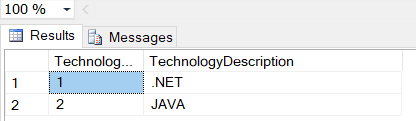 100 %
Results Messages
Technolog... TechnologyDescription
1 1 .NET
2 2 JAVA